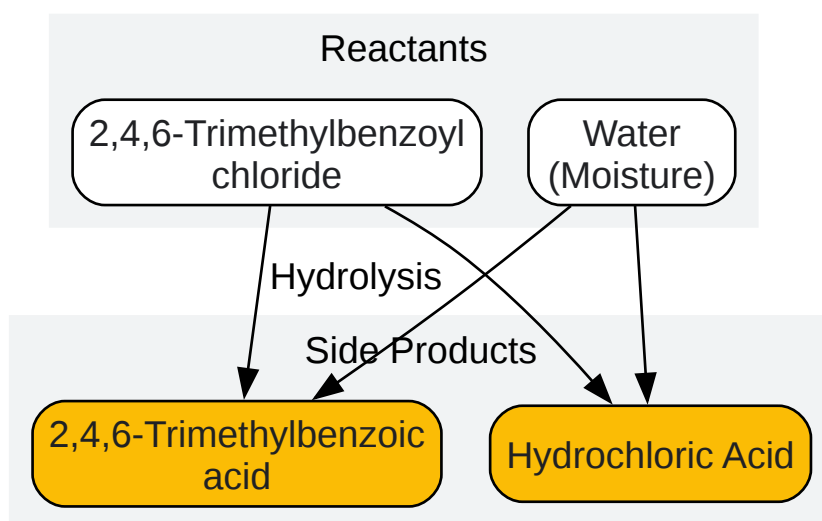 Reactants
2,4,6-Trimethylbenzoyl
chloride
Water
(Moisture)
Hydrolysis
Side Products
2,4,6-Trimethylbenzoic
acid
Hydrochloric Acid